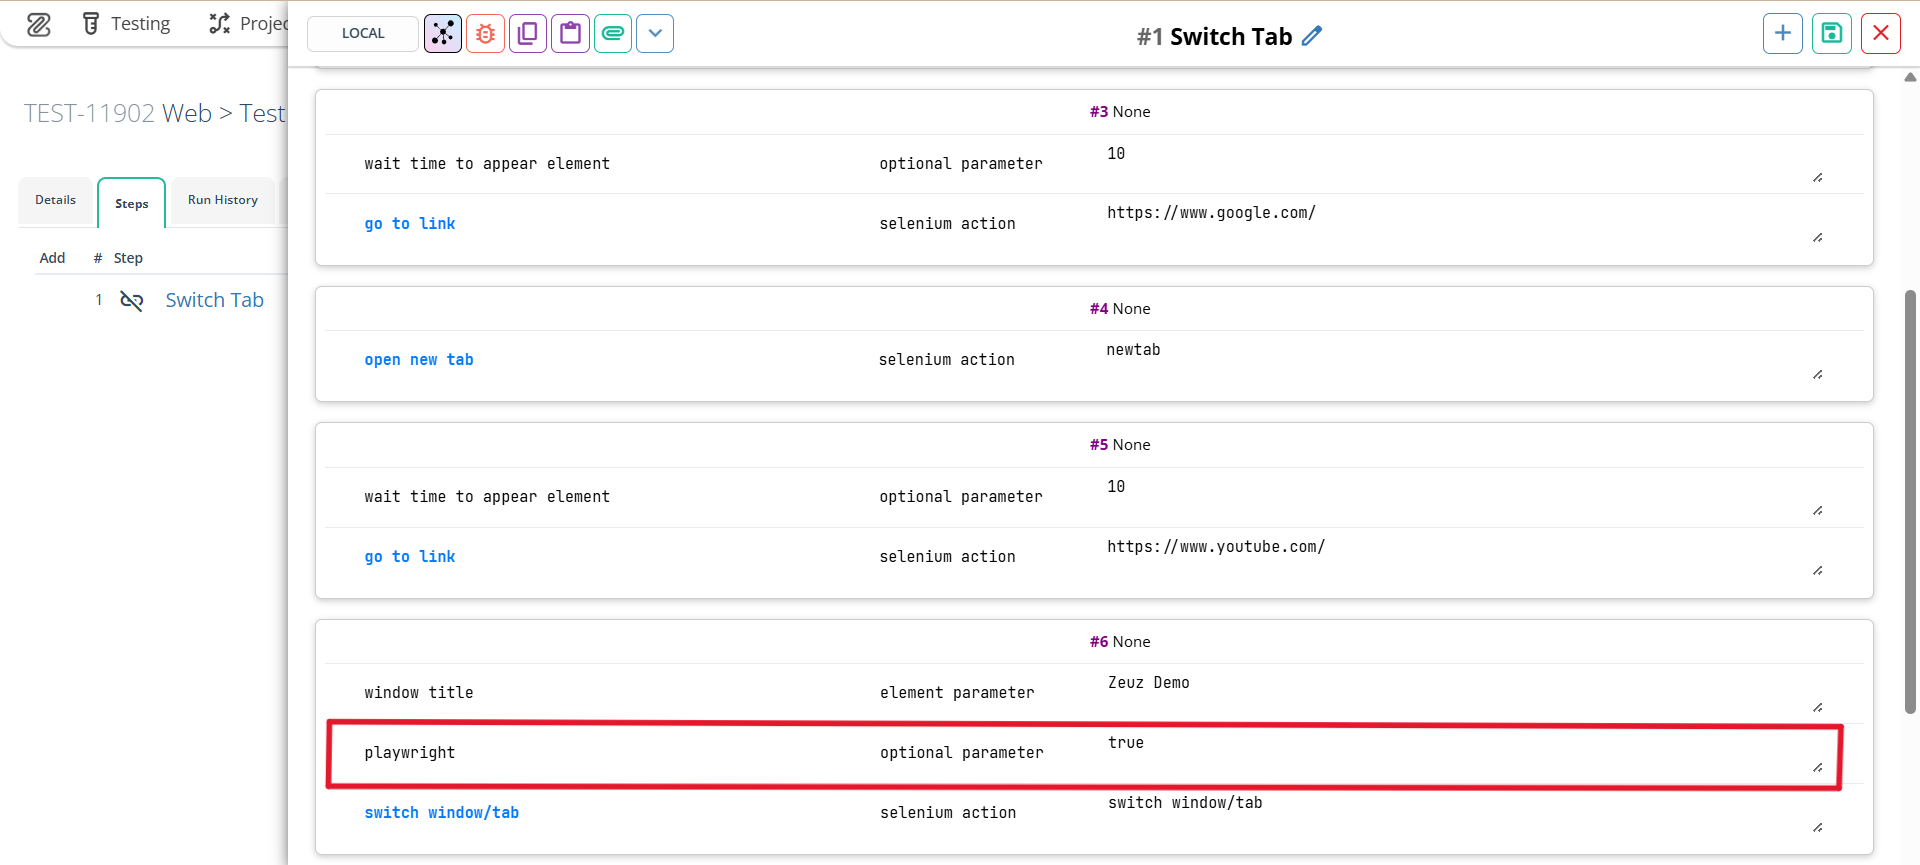 Testing
Projec
LOCAL
#1 Switch Tab
TEST-11902 Web > Test
Details
Steps
Run History
Add # Step
1 Switch Tab
#3 None
wait time to appear element optional parameter 10
go to link selenium action https://www.google.com/
#4 None
open new tab selenium action newtab
#5 None
wait time to appear element optional parameter 10
go to link selenium action https://www.youtube.com/
#6 None
window title element parameter Zeuz Demo
playwright optional parameter true
switch window/tab selenium action switch window/tab